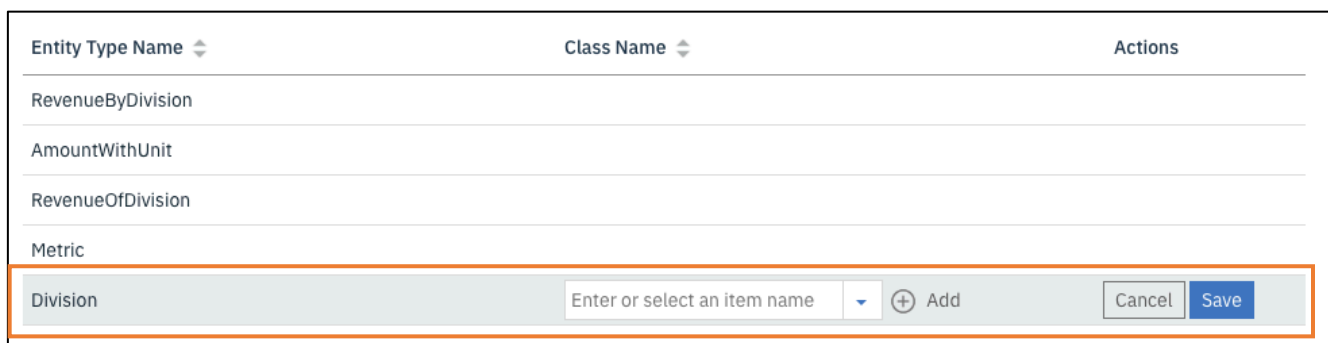 Entity Type Name Class Name Actions
RevenueByDivision
AmountWithUnit
RevenueOfDivision
Metric
Division Enter or select an item name Add Cancel Save